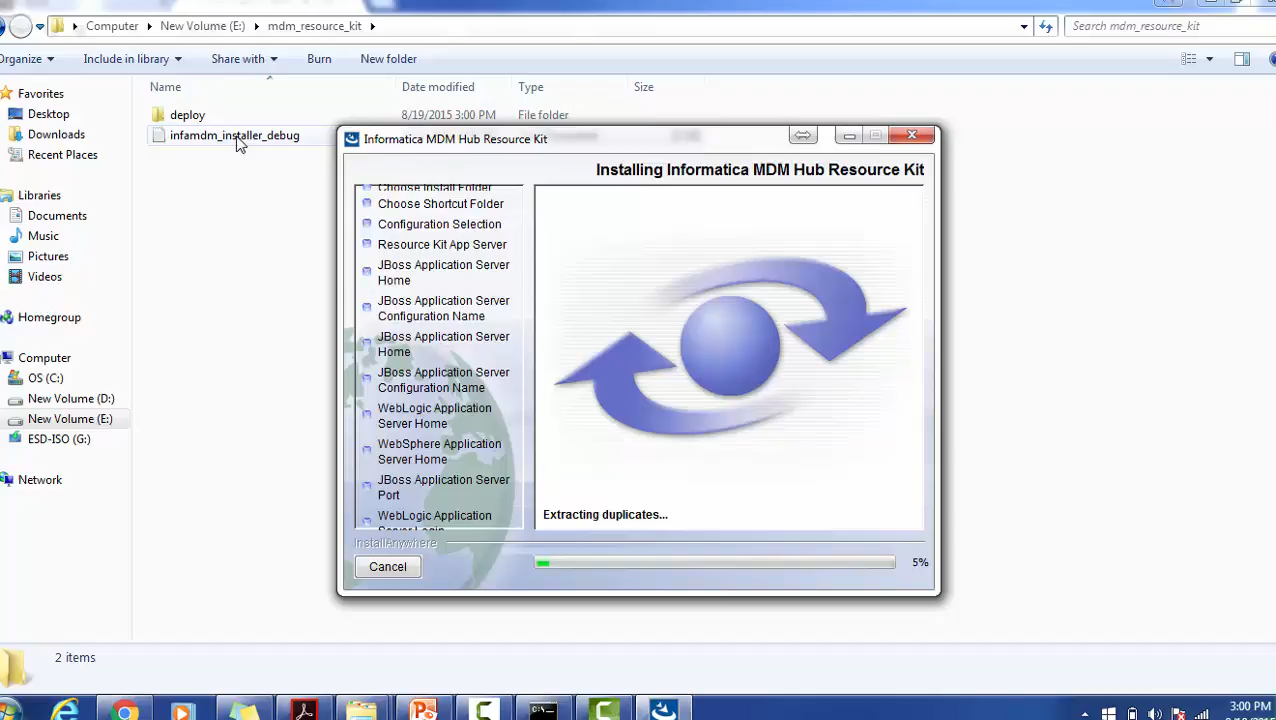 Computer ▸ New Volume (E:) ▸ mdm_resource_kit ▸
Search mdm_resource_kit
Organize
Include in library
Share with
Burn
New folder
Name
Date modified
Type
Size
Favorites
Desktop
Downloads
Recent Places
Libraries
Documents
Music
Pictures
Videos
Homegroup
Computer
OS (C:)
New Volume (D:)
New Volume (E:)
ESD-ISO (G:)
Network
deploy
8/19/2015 3:00 PM
File folder
infamdm_installer_debug
Informatica MDM Hub Resource Kit
Installing Informatica MDM Hub Resource Kit
Choose Install Folder
Choose Shortcut Folder
Configuration Selection
Resource Kit App Server
JBoss Application Server
Home
JBoss Application Server
Configuration Name
JBoss Application Server
Home
JBoss Application Server
Configuration Name
WebLogic Application
Server Home
WebSphere Application
Server Home
JBoss Application Server
Port
WebLogic Application
Server Login
Extracting duplicates...
InstallAnywhere
Cancel
5%
2 items
3:00 PM